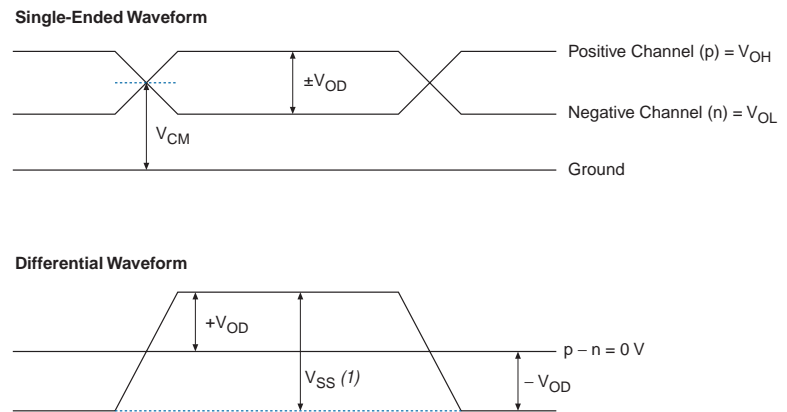 Single-Ended Waveform
Positive Channel (p) = VOH
±VOD
Negative Channel (n) = VOL
VCM
Ground
Differential Waveform
+VOD
p − n = 0 V
VSS (1)
− VOD